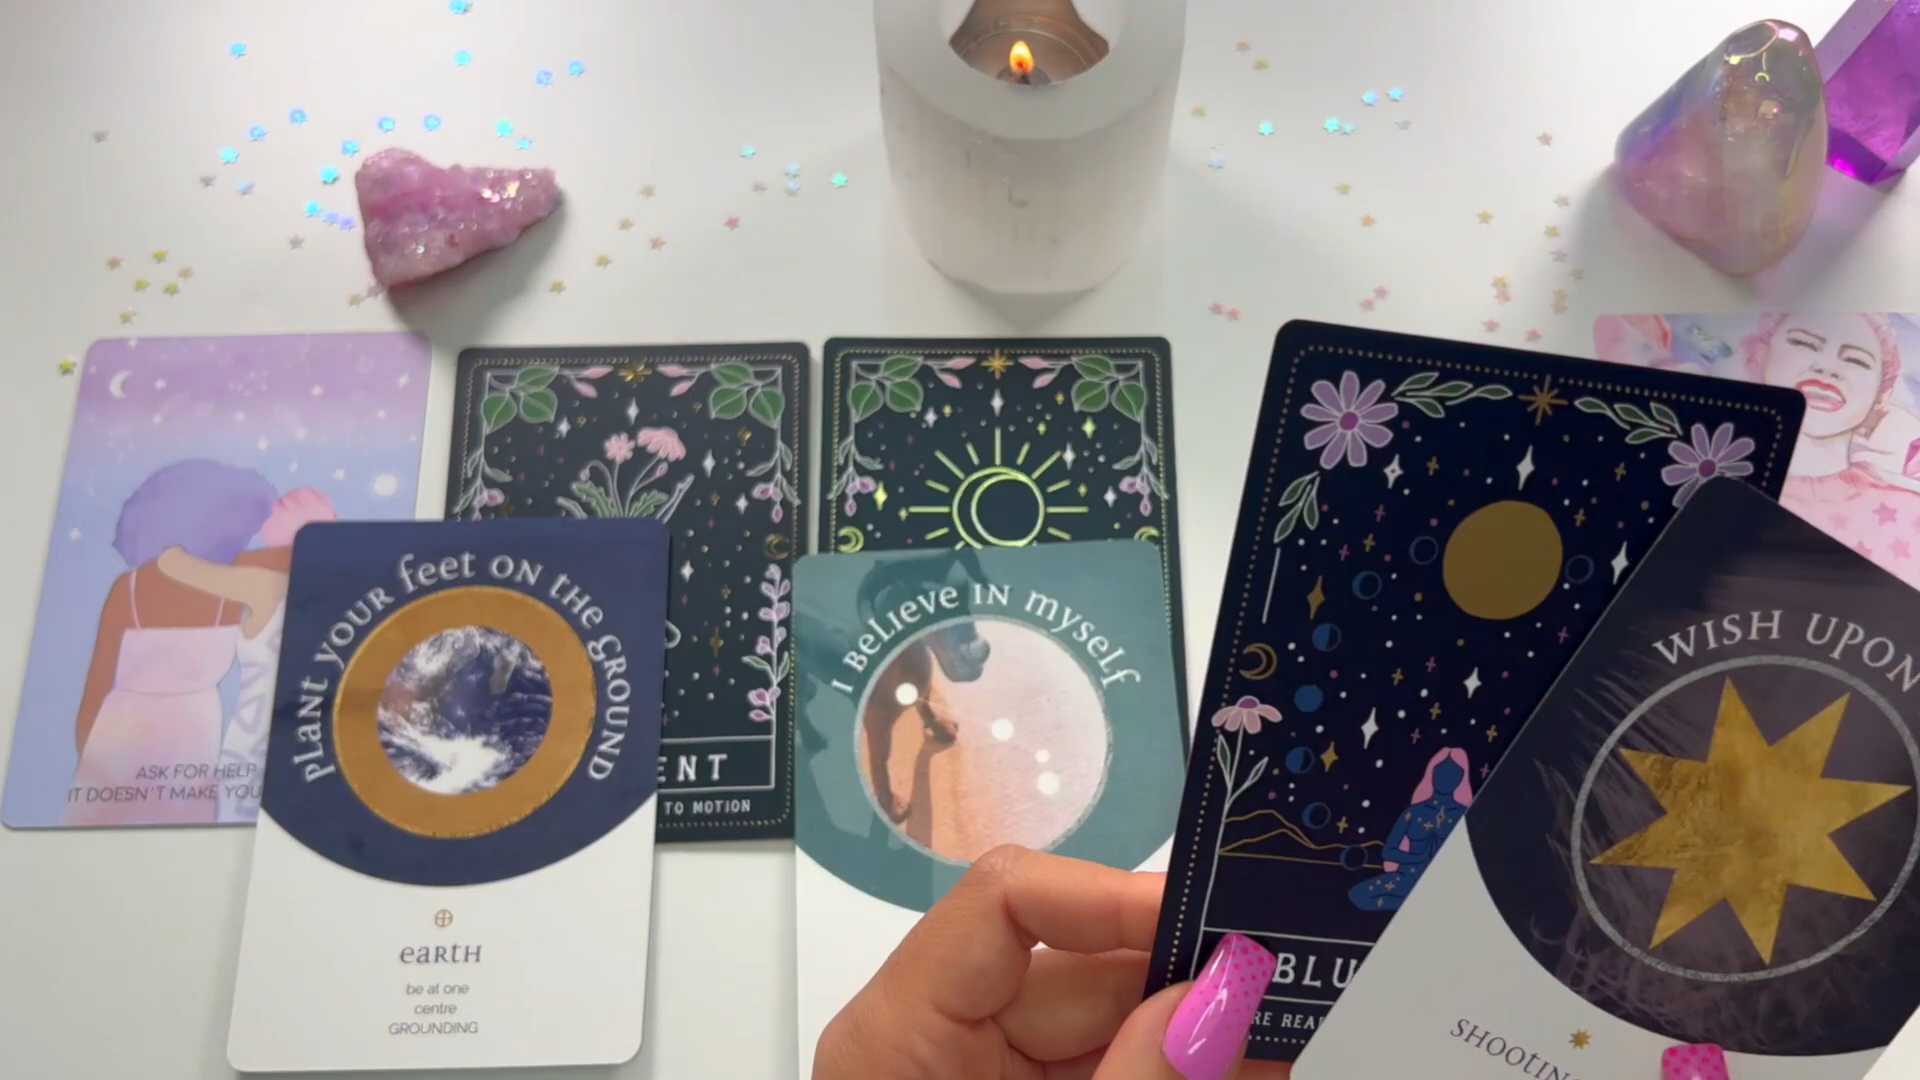 ASK FOR HELP
IT DOESN'T MAKE YOU
PLANT YOUR feet ON the GROUND
eaRtH
be at one
centre
GROUNDING
ENT
TO MOTION
I BeLIeve IN myself
BLU
RE REA
WISH UPON
SHOOTIN